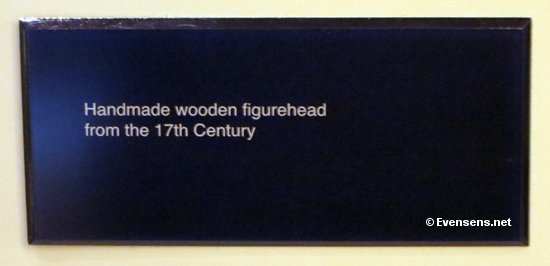 Handmade wooden figurehead
from the 17th Century
© Evensens.net